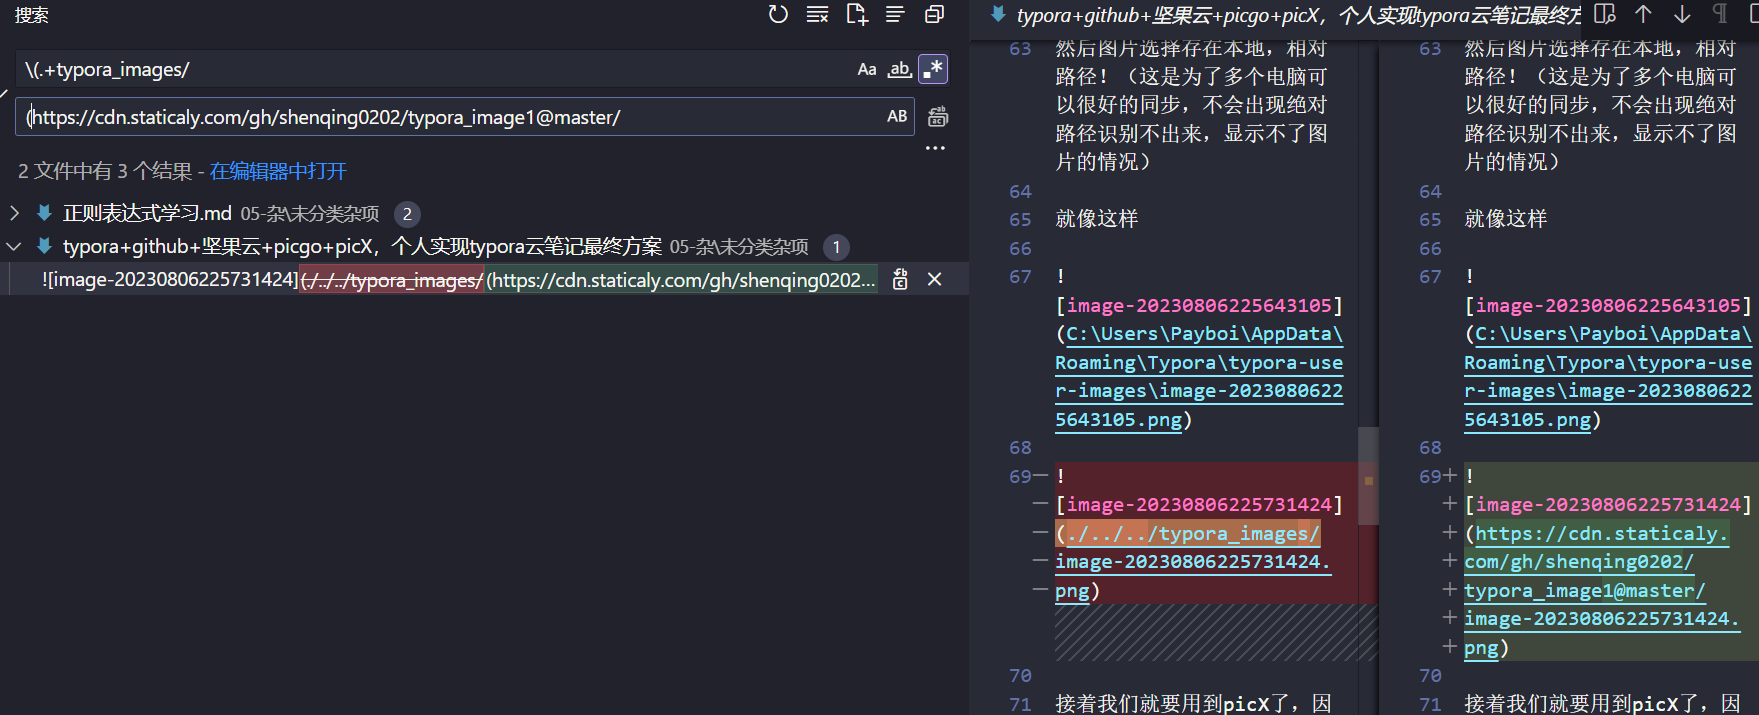 搜索
\(.+typora_images/
Aa ab .*
(https://cdn.staticaly.com/gh/shenqing0202/typora_image1@master/
AB
2 文件中有 3 个结果 - 在编辑器中打开
正则表达式学习.md 05-杂\未分类杂项 2
typora+github+坚果云+picgo+picX，个人实现typora云笔记最终方案 05-杂\未分类杂项 1
![image-20230806225731424](./../../typora_images/(https://cdn.staticaly.com/gh/shenqing0202...
typora+github+坚果云+picgo+picX，个人实现typora云笔记最终方
63 然后图片选择存在本地，相对
路径！（这是为了多个电脑可
以很好的同步，不会出现绝对
路径识别不出来，显示不了图
片的情况）
64
65 就像这样
66
67 !
[image-20230806225643105]
(C:\Users\Payboi\AppData\
Roaming\Typora\typora-use
r-images\image-2023080622
5643105.png)
68
69 !
[image-20230806225731424]
(./../../typora_images/
image-20230806225731424.
png)
70
71 接着我们就要用到picX了，因
63 然后图片选择存在本地，相对
路径！（这是为了多个电脑可
以很好的同步，不会出现绝对
路径识别不出来，显示不了图
片的情况）
64
65 就像这样
66
67 !
[image-20230806225643105]
(C:\Users\Payboi\AppData\
Roaming\Typora\typora-use
r-images\image-2023080622
5643105.png)
68
69 !
[image-20230806225731424]
(https://cdn.staticaly.
com/gh/shenqing0202/
typora_image1@master/
image-20230806225731424.
png)
70
71 接着我们就要用到picX了，因